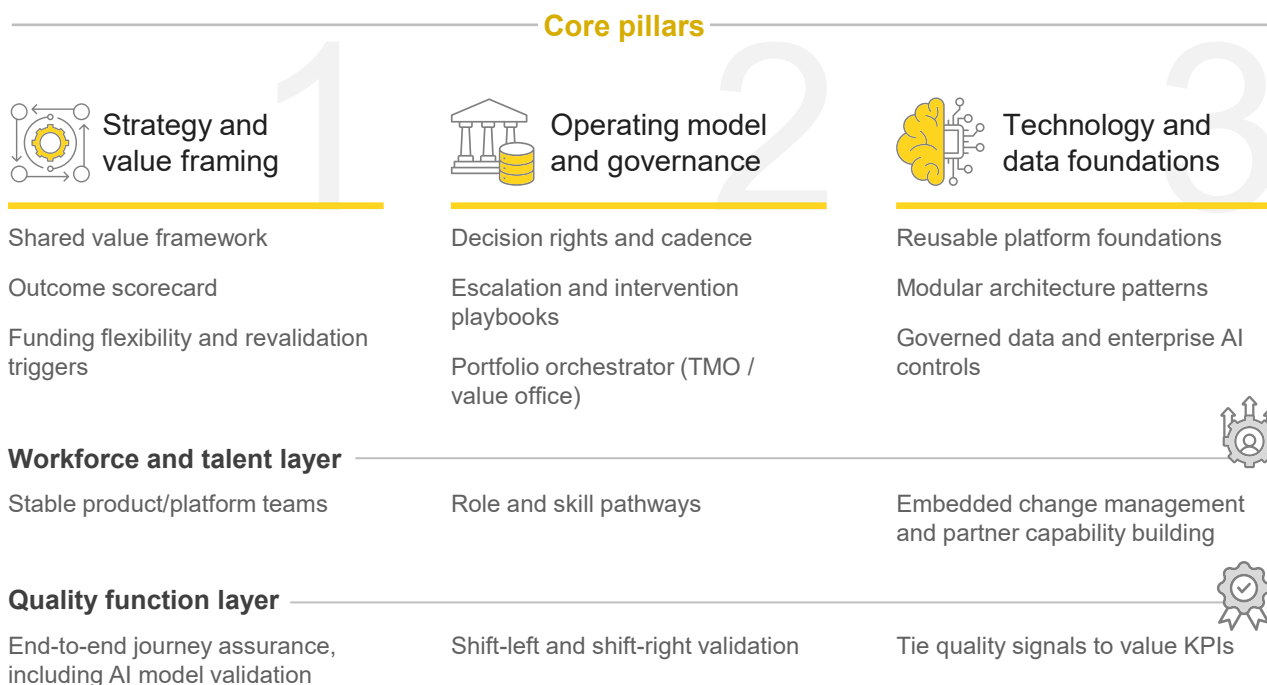 Core pillars
1
Strategy and
value framing
Shared value framework
Outcome scorecard
Funding flexibility and revalidation
triggers
2
Operating model
and governance
Decision rights and cadence
Escalation and intervention
playbooks
Portfolio orchestrator (TMO /
value office)
3
Technology and
data foundations
Reusable platform foundations
Modular architecture patterns
Governed data and enterprise AI
controls
Workforce and talent layer
Stable product/platform teams
Role and skill pathways
Embedded change management
and partner capability building
Quality function layer
End-to-end journey assurance,
including AI model validation
Shift-left and shift-right validation
Tie quality signals to value KPIs